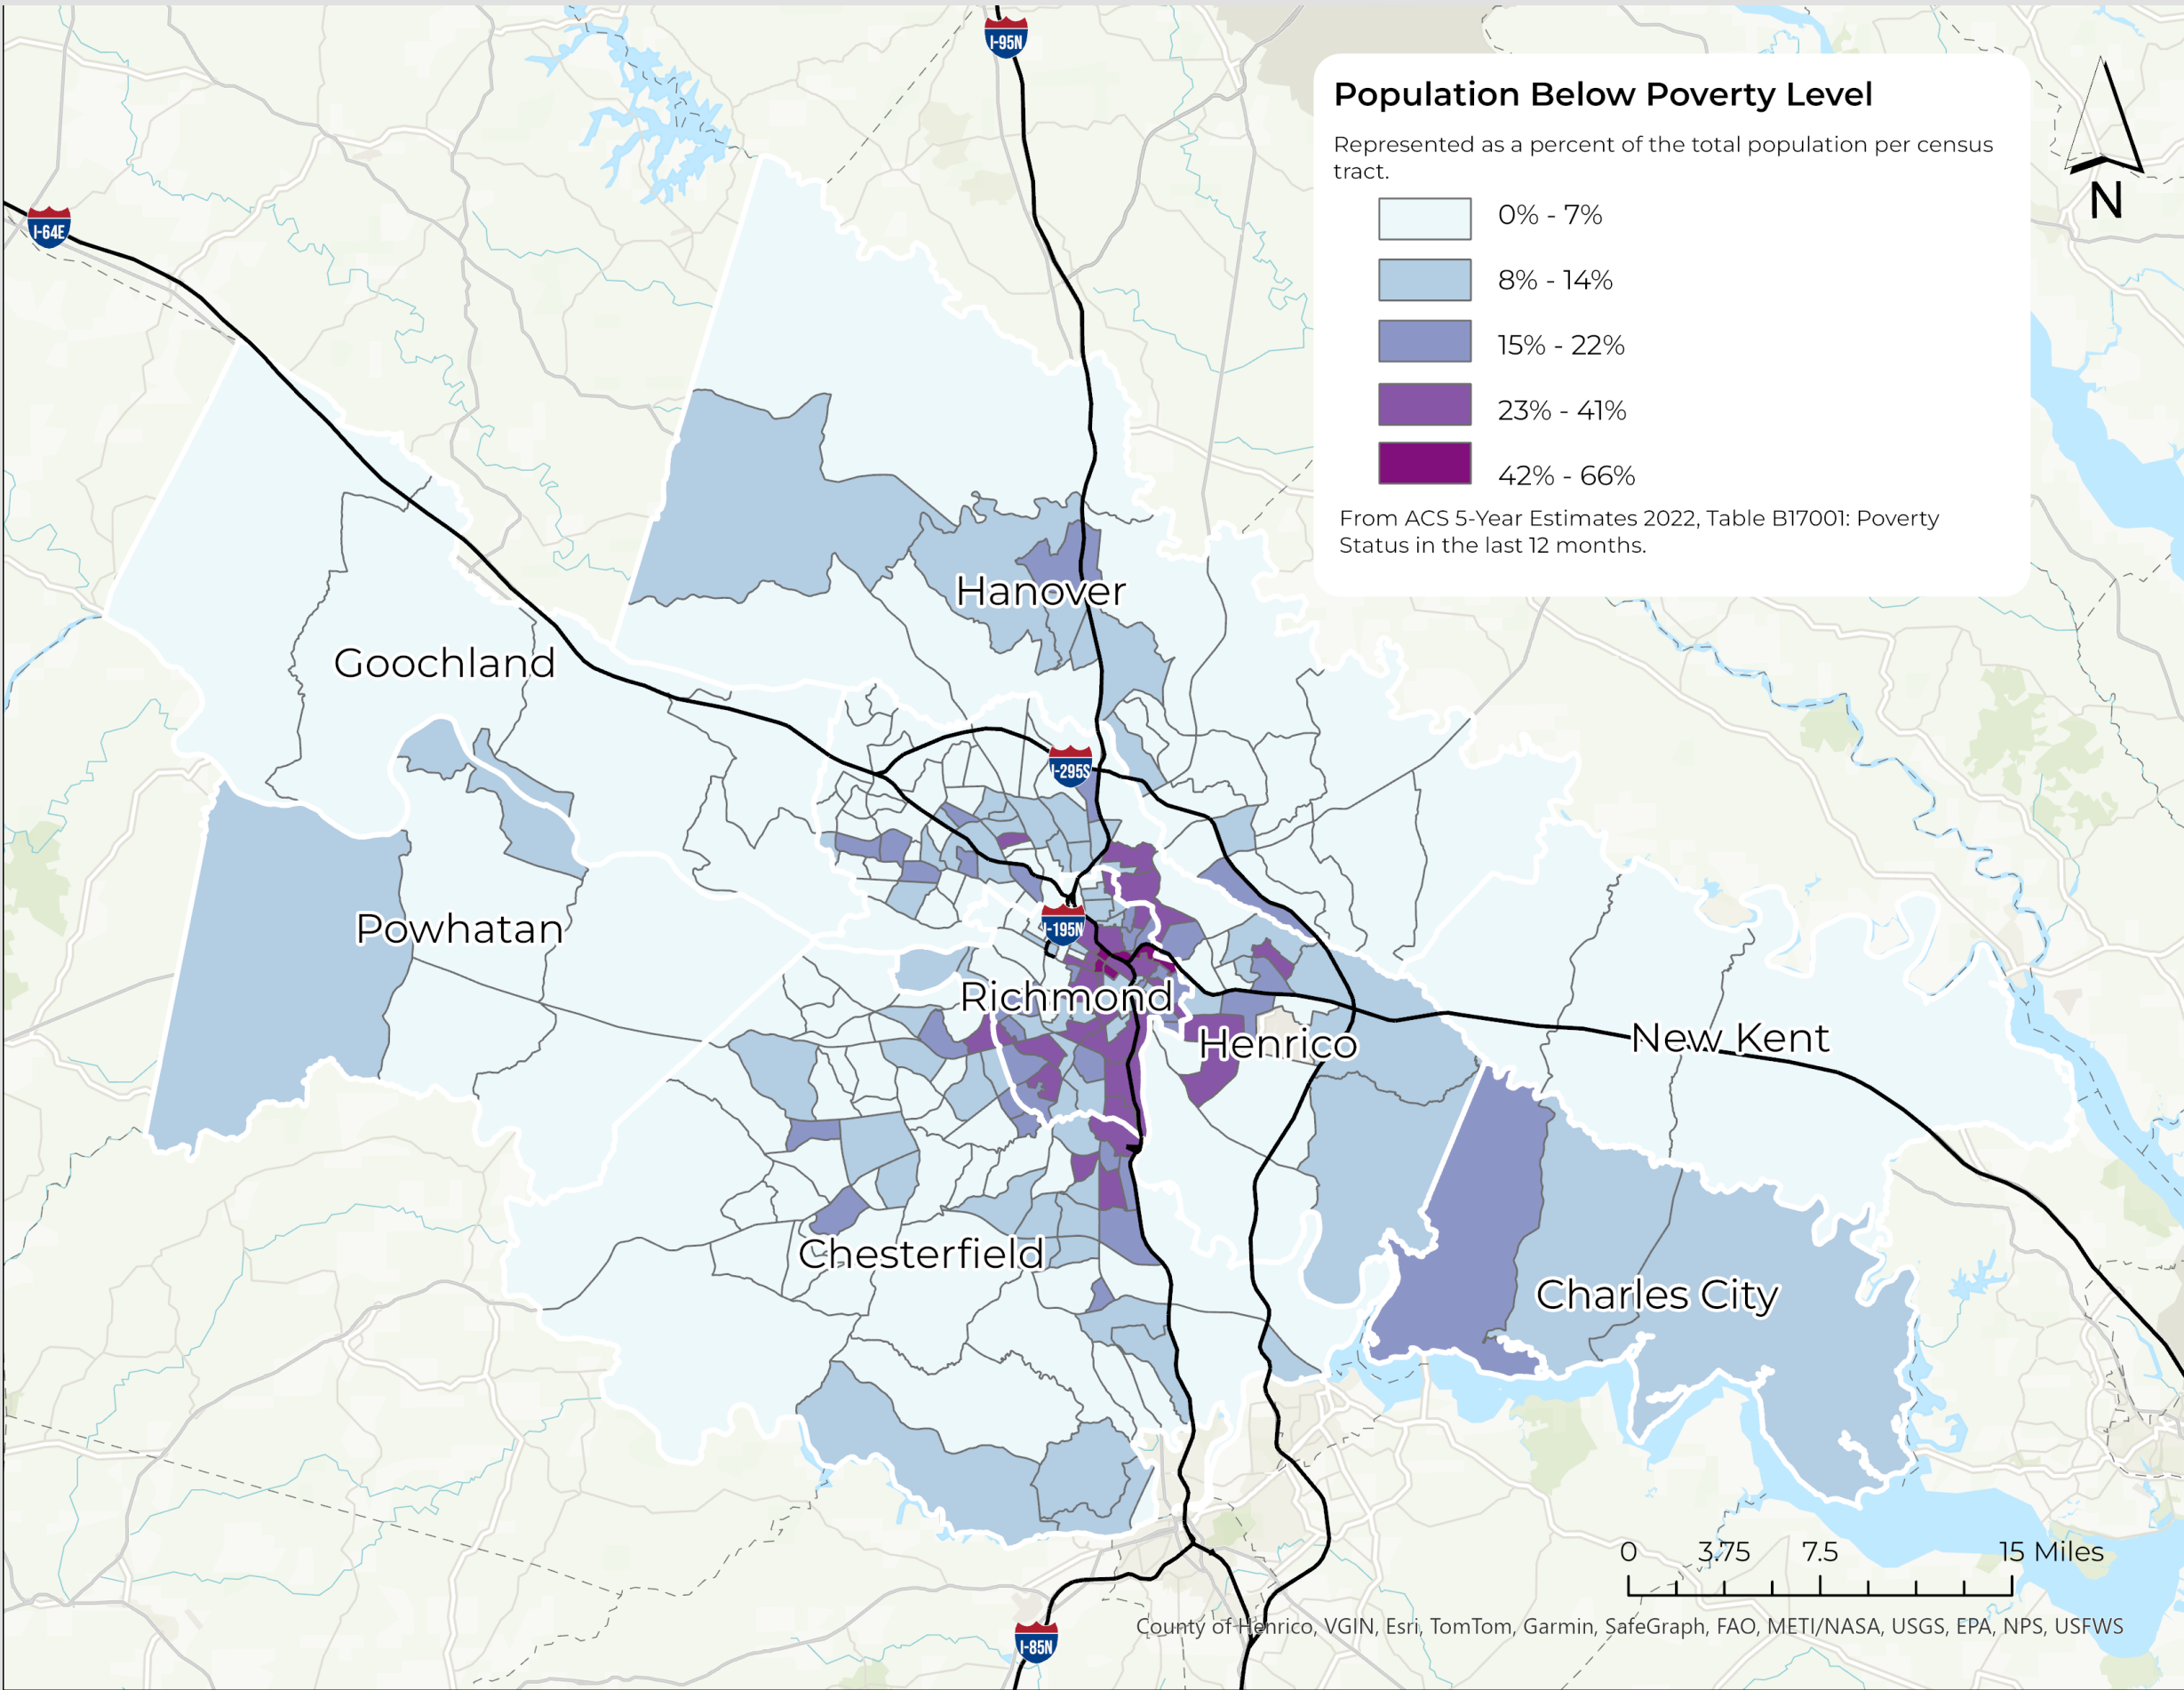 I-95N
Population Below Poverty Level
Represented as a percent of the total population per census
tract.
0% - 7%
8% - 14%
15% - 22%
23% - 41%
42% - 66%
From ACS 5-Year Estimates 2022, Table B17001: Poverty
Status in the last 12 months.
N
I-64E
Hanover
Goochland
I-295S
Powhatan
I-195N
Richmond
Henrico
New Kent
Chesterfield
Charles City
0 3.75 7.5 15 Miles
County of Henrico, VGIN, Esri, TomTom, Garmin, SafeGraph, FAO, METI/NASA, USGS, EPA, NPS, USFWS
I-85N